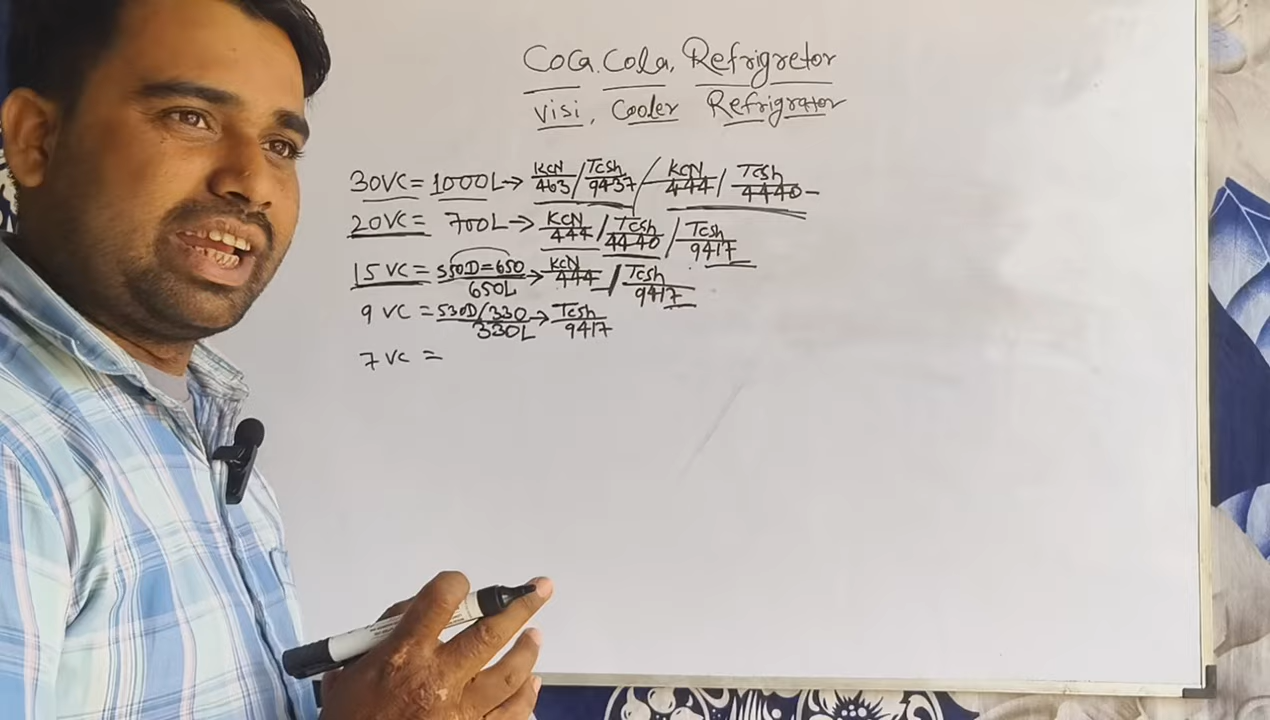 Coca.Cola, Refrigretor
visi, Cooler Refrigrator
30VC = 1000L → KCN/463 / Tcsh/9437 / KCN/444 / Tcsh/4440
20VC = 700L → KCN/444 / Tcsh/4440 / Tcsh/9417
15 VC = 550D=650/650L → KCN/444 / Tcsh/9417
9 VC = 530D/330/330L → Tcsh/9417
7 VC =